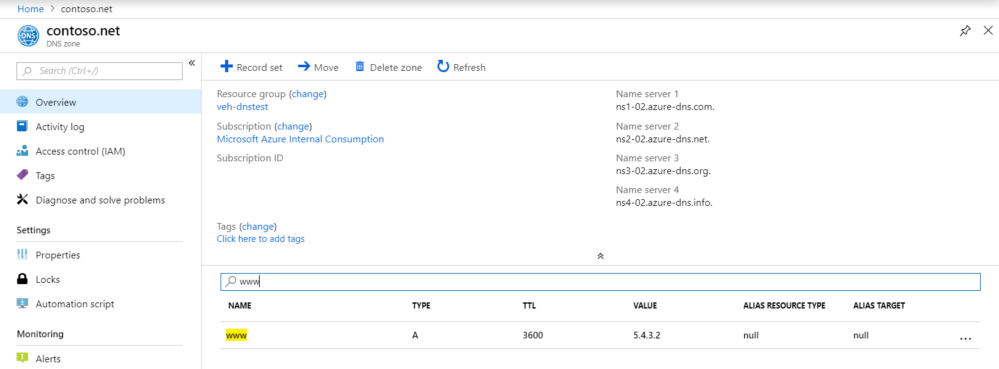 Home > contoso.net
DNS
contoso.net
DNS zone
Search (Ctrl+/)
«
Overview
Activity log
Access control (IAM)
Tags
Diagnose and solve problems
Settings
Properties
Locks
Automation script
Monitoring
Alerts
Record set Move Delete zone Refresh
Resource group (change)
veh-dnstest
Subscription (change)
Microsoft Azure Internal Consumption
Subscription ID
Tags (change)
Click here to add tags
Name server 1
ns1-02.azure-dns.com.
Name server 2
ns2-02.azure-dns.net.
Name server 3
ns3-02.azure-dns.org.
Name server 4
ns4-02.azure-dns.info.
www
NAME TYPE TTL VALUE ALIAS RESOURCE TYPE ALIAS TARGET
www A 3600 5.4.3.2 null null ...